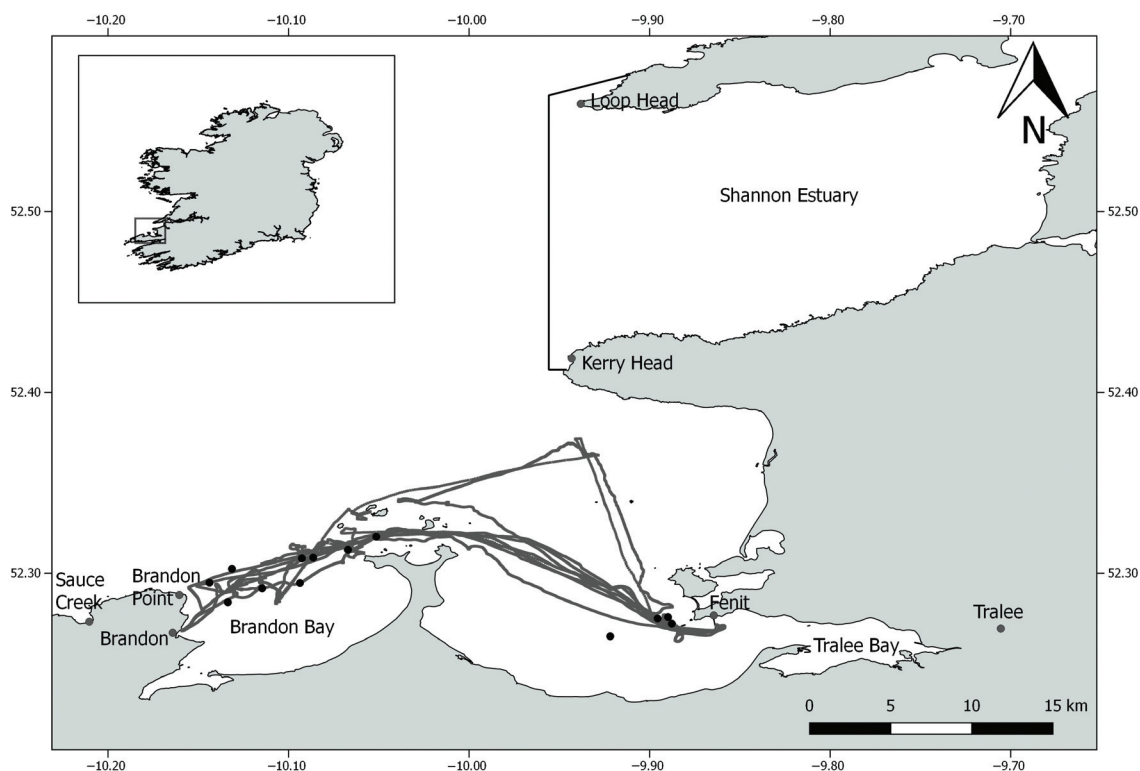 −10.20 −10.10 −10.00 −9.90 −9.80 −9.70
Loop Head
N
52.50
Shannon Estuary
52.50
Kerry Head
52.40
52.40
52.30
52.30
Sauce
Creek
Brandon
Point
Brandon
Brandon Bay
Fenit
Tralee
Tralee Bay
0 5 10 15 km
−10.20 −10.10 −10.00 −9.90 −9.80 −9.70